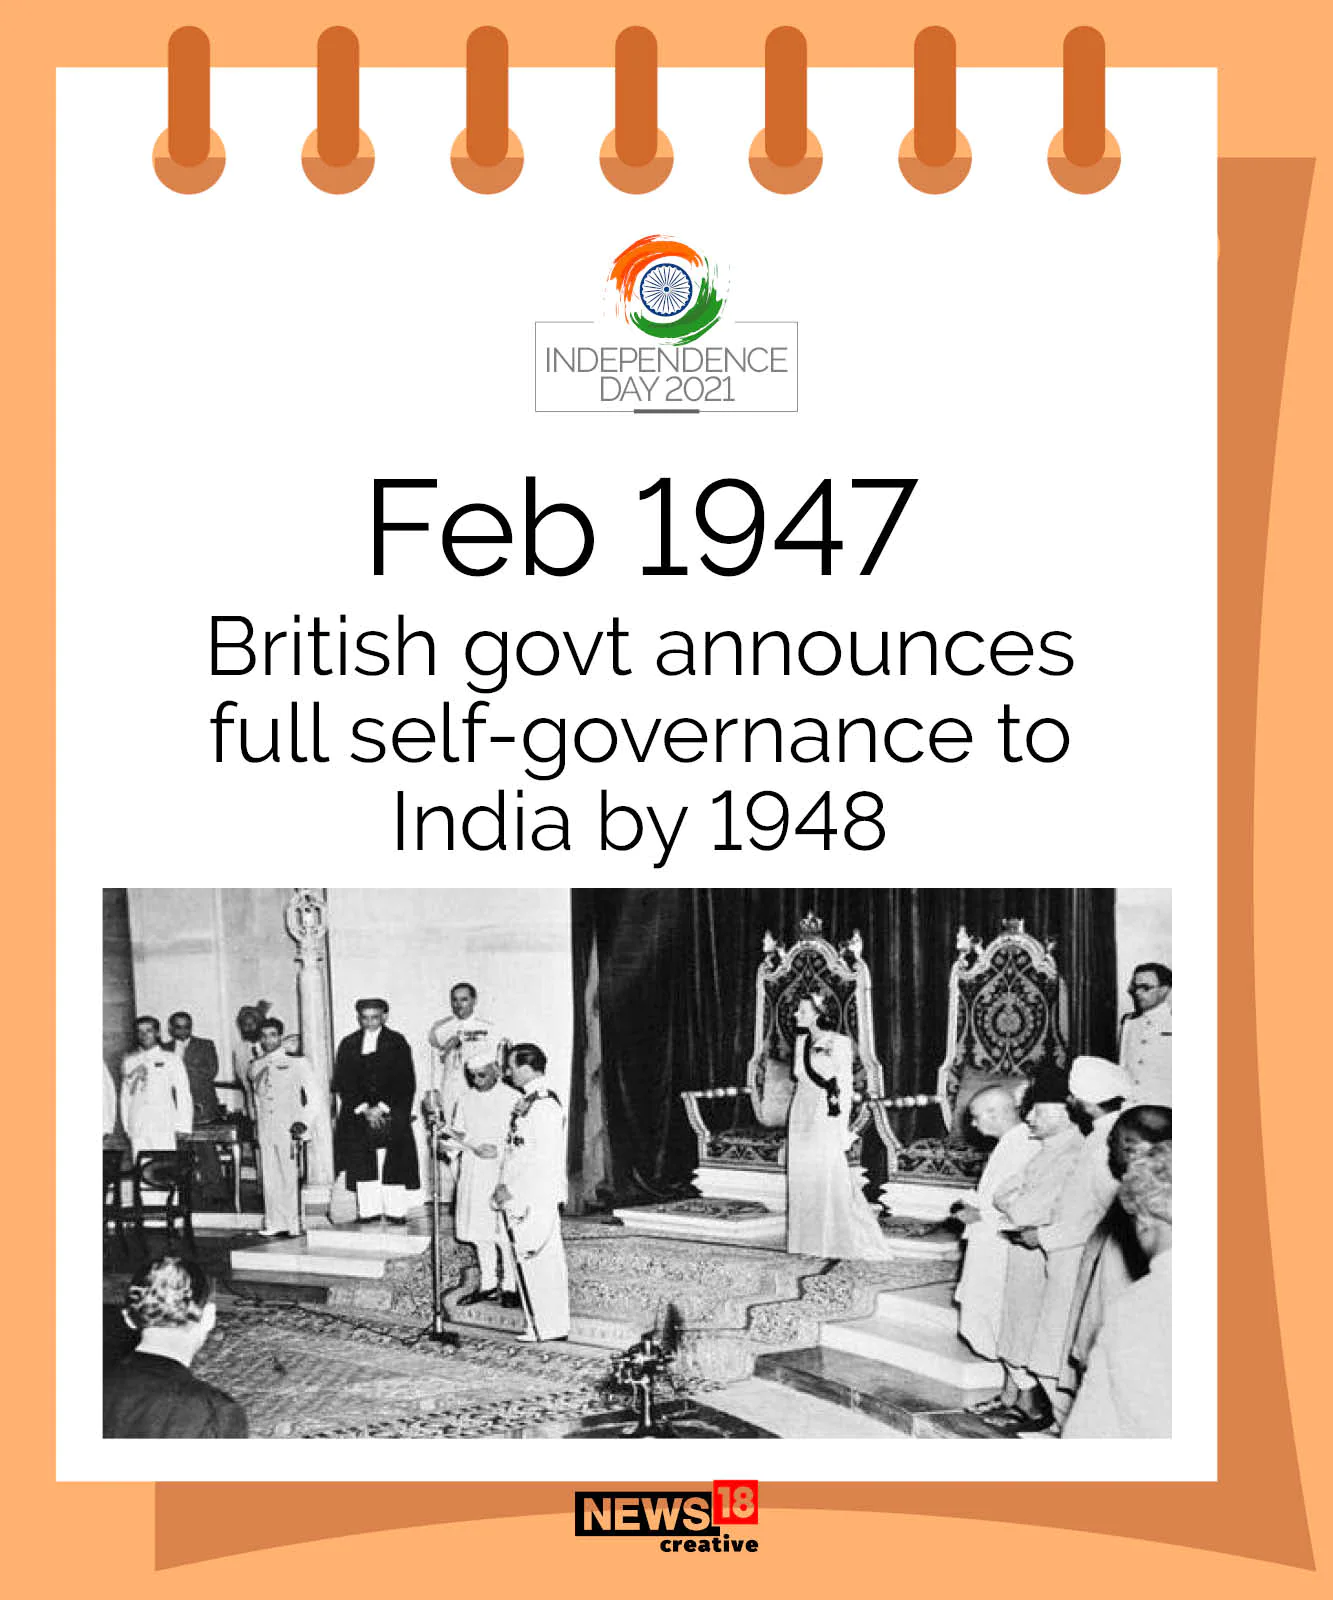 INDEPENDENCE
DAY 2021
Feb 1947
British govt announces
full self-governance to
India by 1948
NEWS18
creative